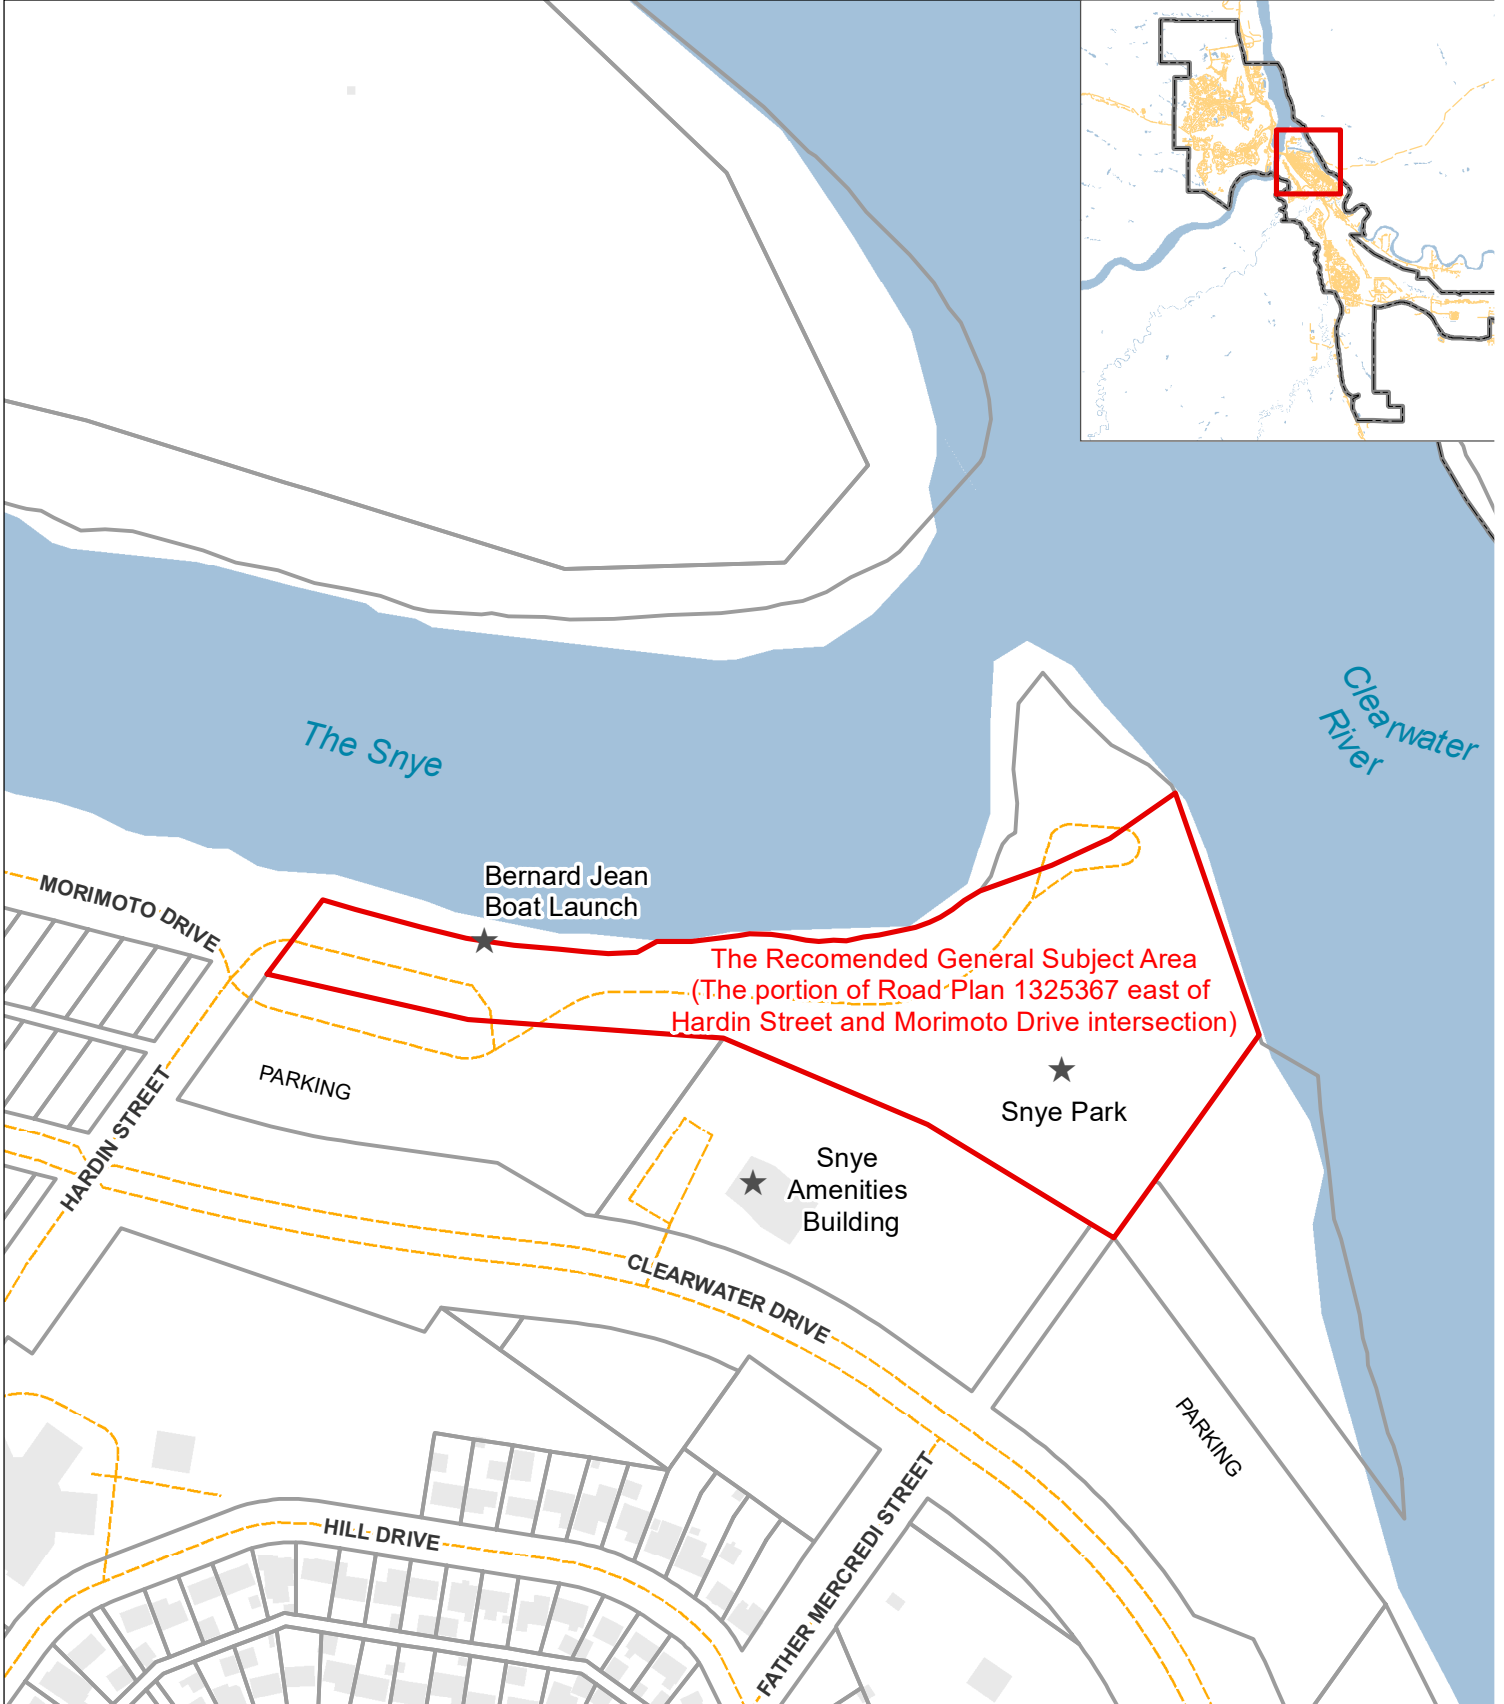 The Snye
Clearwater
River
Bernard Jean
Boat Launch
MORIMOTO DRIVE
The Recomended General Subject Area
(The portion of Road Plan 1325367 east of
Hardin Street and Morimoto Drive intersection)
PARKING
HARDIN STREET
Snye Park
Snye
Amenities
Building
CLEARWATER DRIVE
PARKING
HILL DRIVE
FATHER MERCREDI STREET